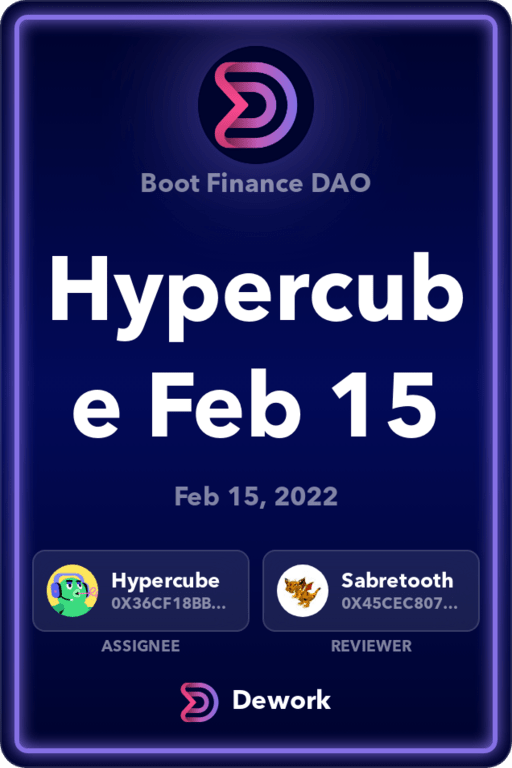 Boot Finance DAO
Hypercub
e Feb 15
Feb 15, 2022
Hypercube
0X36CF18BB...
Sabretooth
0X45CEC807...
ASSIGNEE
REVIEWER
Dework